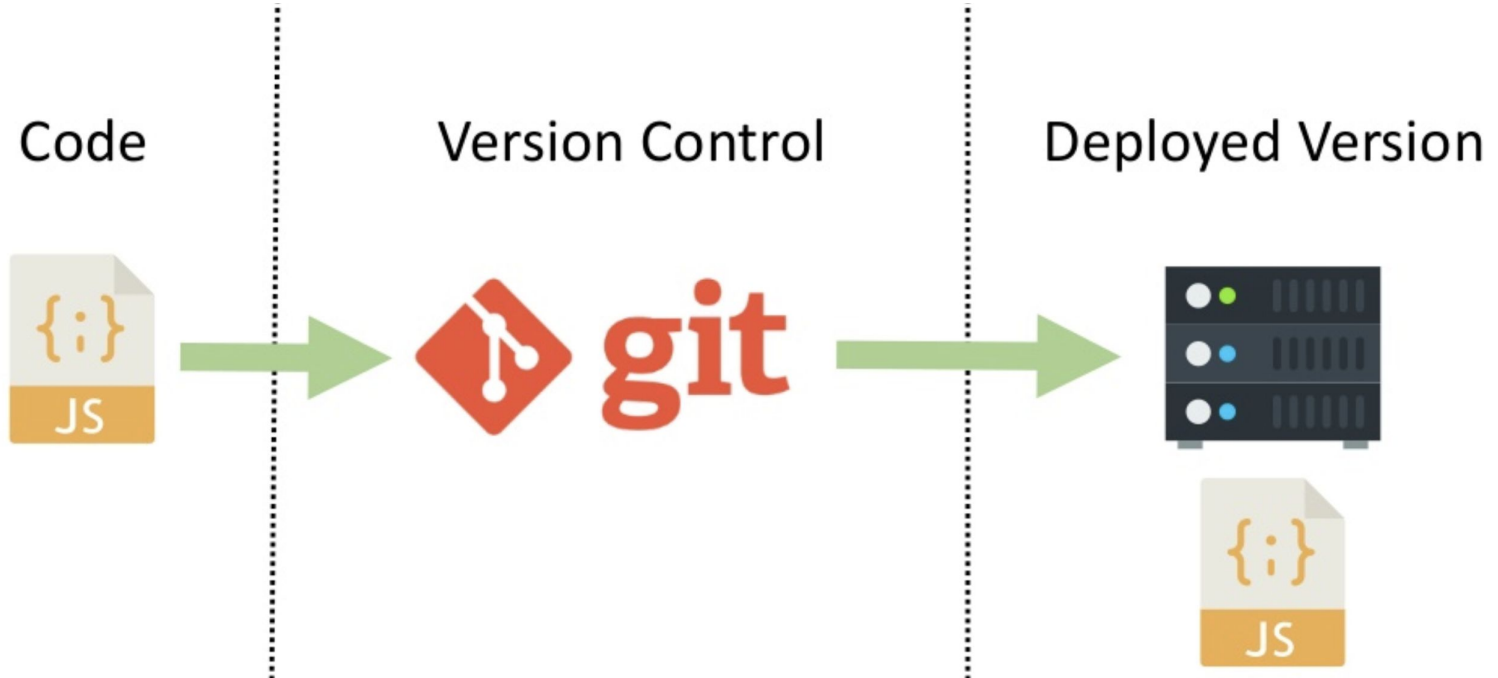 Code
Version Control
Deployed Version
{;}
JS
git
{;}
JS